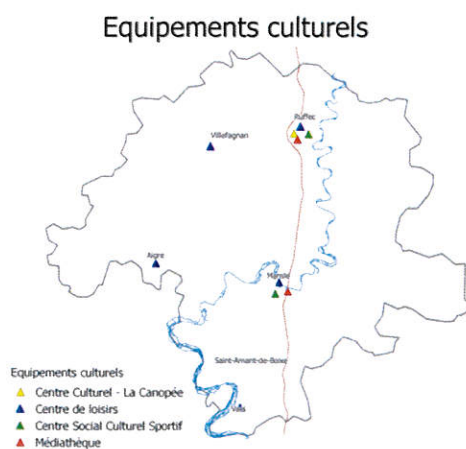 Equipements culturels
Ruffec
Villefagnan
Aigre
Mansle
Saint-Amant-de-Boixe
Equipements culturels
Centre Culturel - La Canopée
Centre de loisirs
Centre Social Culturel Sportif
Médiathèque